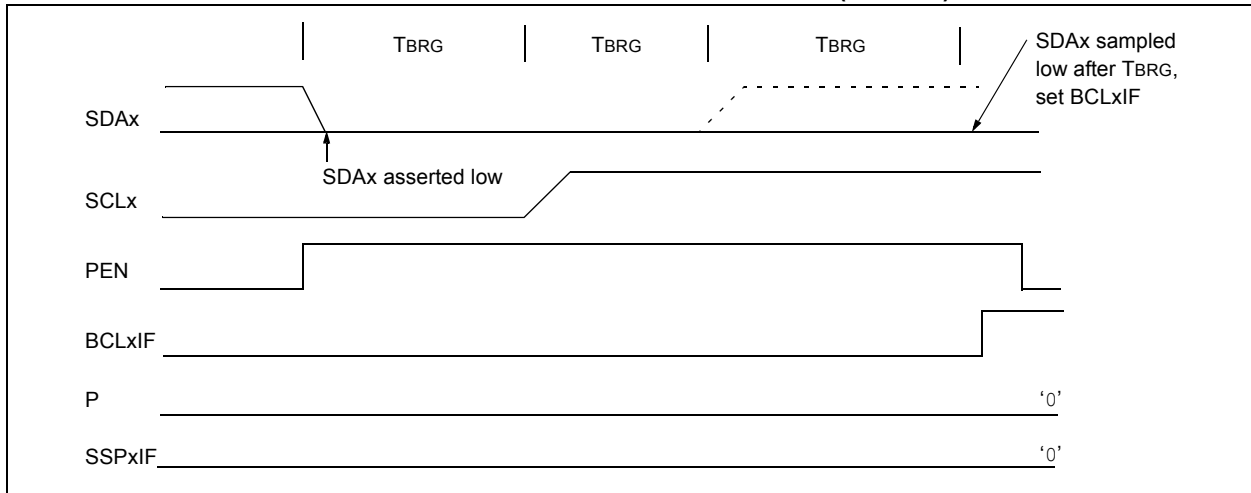 TBRG TBRG TBRG
SDAx sampled
low after TBRG,
set BCLxIF
SDAx
SDAx asserted low
SCLx
PEN
BCLxIF
P
‘0’
SSPxIF
‘0’